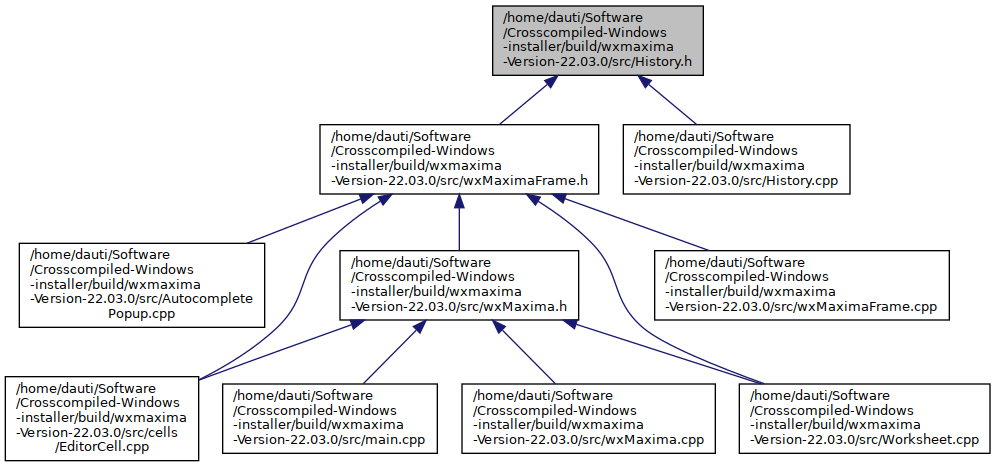 /home/dauti/Software
/Crosscompiled-Windows
-installer/build/wxmaxima
-Version-22.03.0/src/History.h
/home/dauti/Software
/Crosscompiled-Windows
-installer/build/wxmaxima
-Version-22.03.0/src/wxMaximaFrame.h
/home/dauti/Software
/Crosscompiled-Windows
-installer/build/wxmaxima
-Version-22.03.0/src/History.cpp
/home/dauti/Software
/Crosscompiled-Windows
-installer/build/wxmaxima
-Version-22.03.0/src/Autocomplete
Popup.cpp
/home/dauti/Software
/Crosscompiled-Windows
-installer/build/wxmaxima
-Version-22.03.0/src/wxMaxima.h
/home/dauti/Software
/Crosscompiled-Windows
-installer/build/wxmaxima
-Version-22.03.0/src/wxMaximaFrame.cpp
/home/dauti/Software
/Crosscompiled-Windows
-installer/build/wxmaxima
-Version-22.03.0/src/cells
/EditorCell.cpp
/home/dauti/Software
/Crosscompiled-Windows
-installer/build/wxmaxima
-Version-22.03.0/src/main.cpp
/home/dauti/Software
/Crosscompiled-Windows
-installer/build/wxmaxima
-Version-22.03.0/src/wxMaxima.cpp
/home/dauti/Software
/Crosscompiled-Windows
-installer/build/wxmaxima
-Version-22.03.0/src/Worksheet.cpp